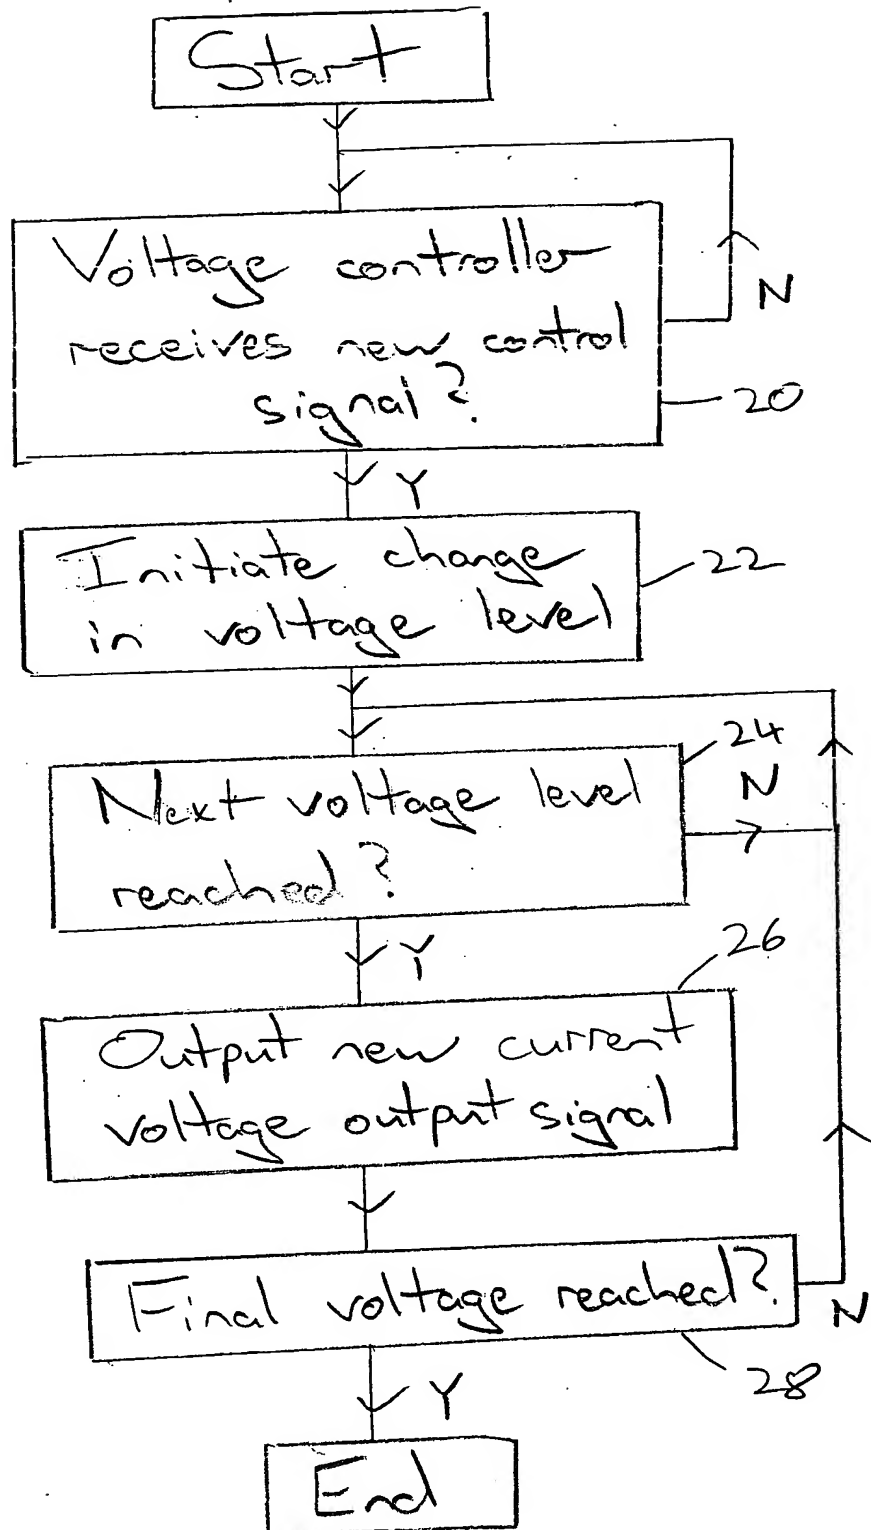 Start
Voltage controller
receives new control
signal?
N
20
Y
Initiate change
in voltage level
22
24
Next voltage level
reached?
N
Y
26
Output new current
voltage output signal
Final voltage reached?
N
28
Y
End